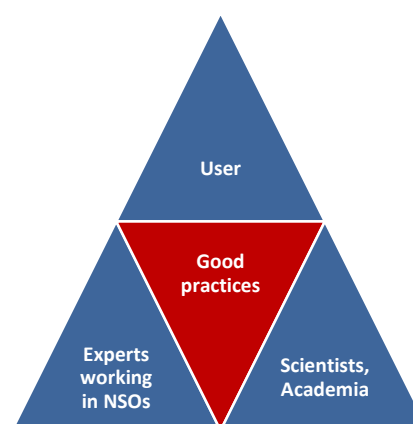 User
Good
practices
Experts
working
in NSOs
Scientists,
Academia